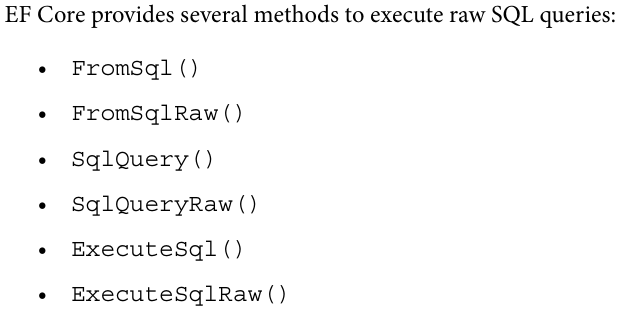 EF Core provides several methods to execute raw SQL queries:
• FromSql()
• FromSqlRaw()
• SqlQuery()
• SqlQueryRaw()
• ExecuteSql()
• ExecuteSqlRaw()